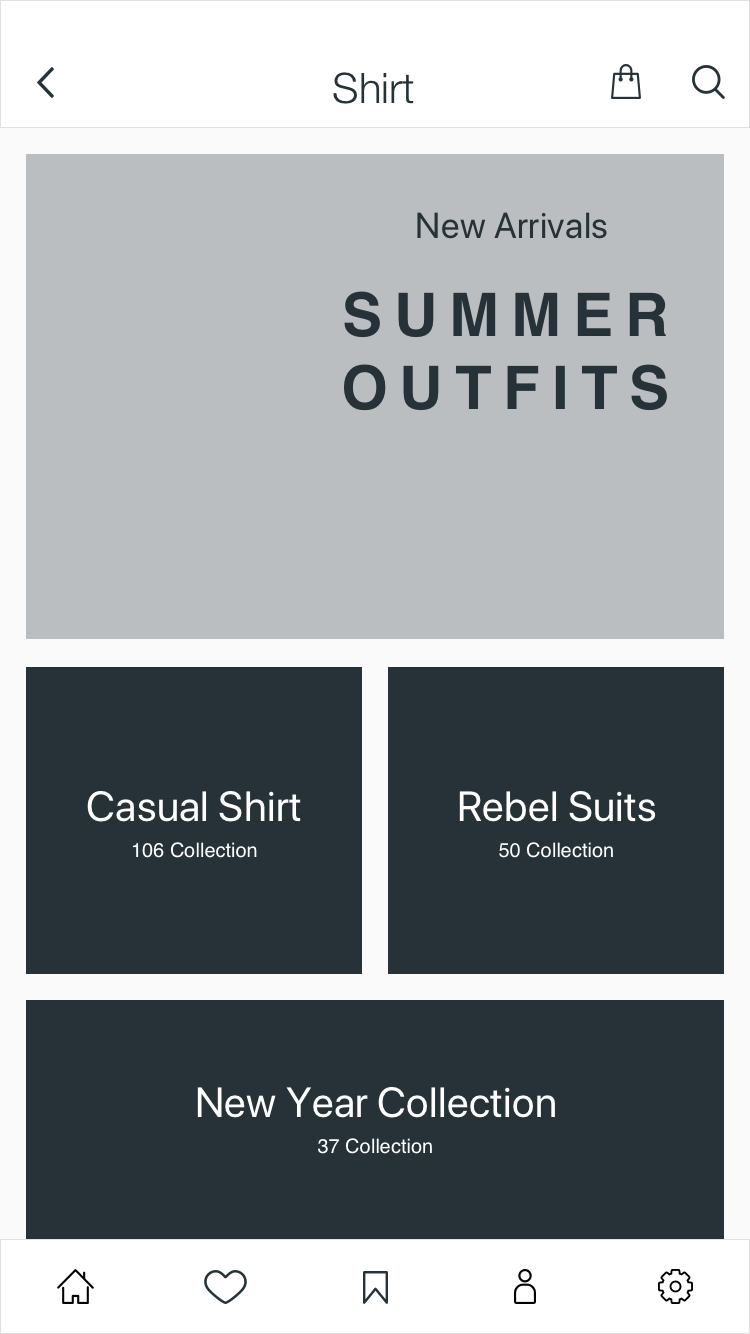 Shirt
New Arrivals
SUMMER
OUTFITS
Casual Shirt
106 Collection
Rebel Suits
50 Collection
New Year Collection
37 Collection